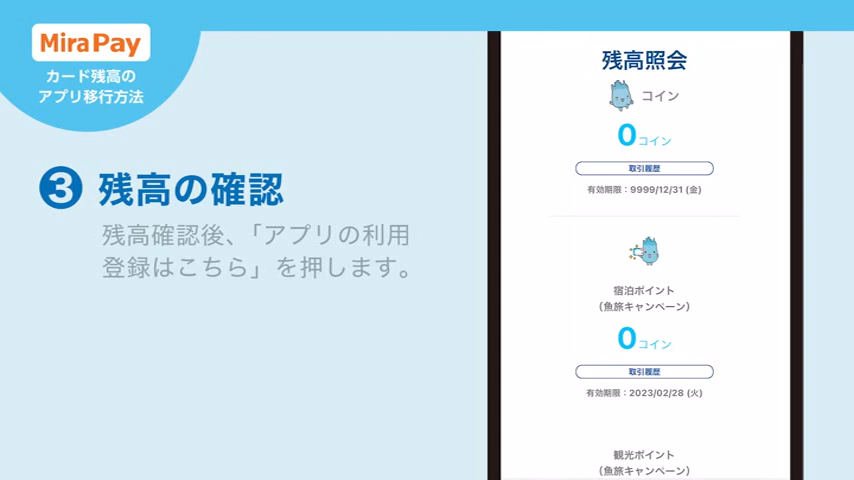 MiraPay
カード残高の
アプリ移行方法
3 残高の確認
残高確認後、「アプリの利用
登録はこちら」を押します。
残高照会
コイン
0コイン
取引履歴
有効期限：9999/12/31 (金)
宿泊ポイント
（魚旅キャンペーン）
0コイン
取引履歴
有効期限：2023/02/28 (火)
観光ポイント
（魚旅キャンペーン）